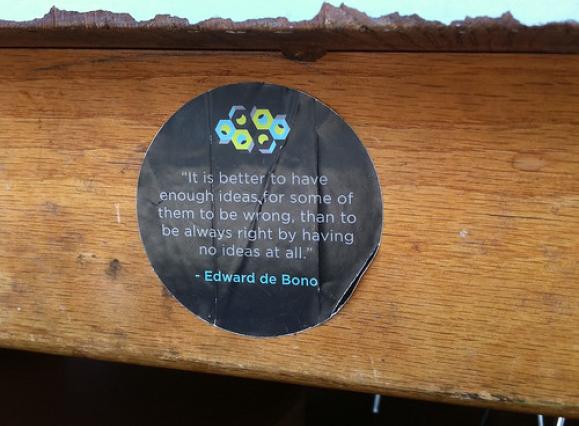 "It is better to have
enough ideas for some of
them to be wrong, than to
be always right by having
no ideas at all."
- Edward de Bono